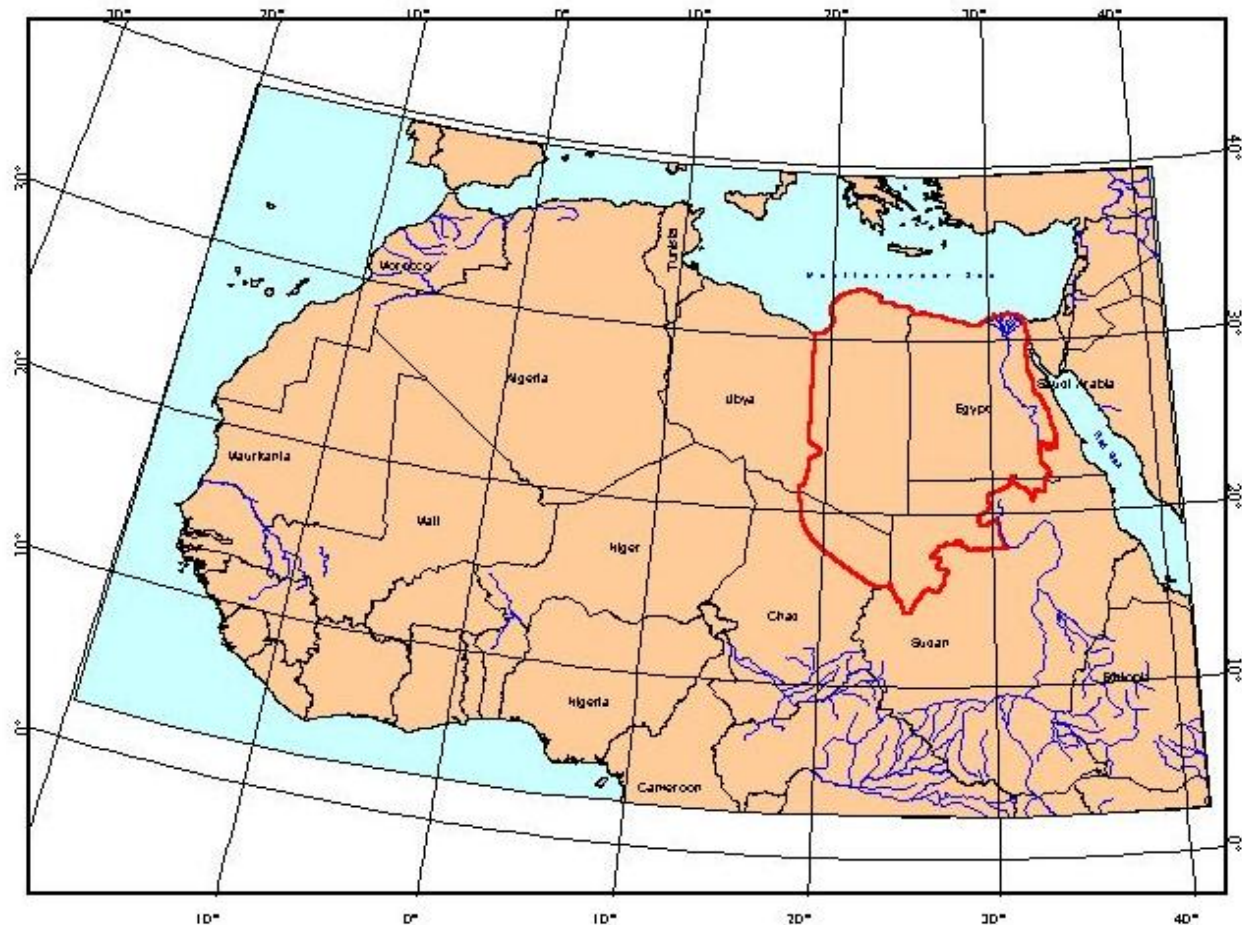 20° 20° 10° 0° 10° 20° 30° 40°
40°
30°
Tunisia
Morocco
Mediterranean Sea
30°
20°
Algeria
Libya
Egypt
Saudi Arabia
Red Sea
Mauritania
20°
10°
Mali
Niger
Chad
Sudan
10°
Ethiopia
Nigeria
0°
Cameroon
0°
10° 0° 10° 20° 30° 40°